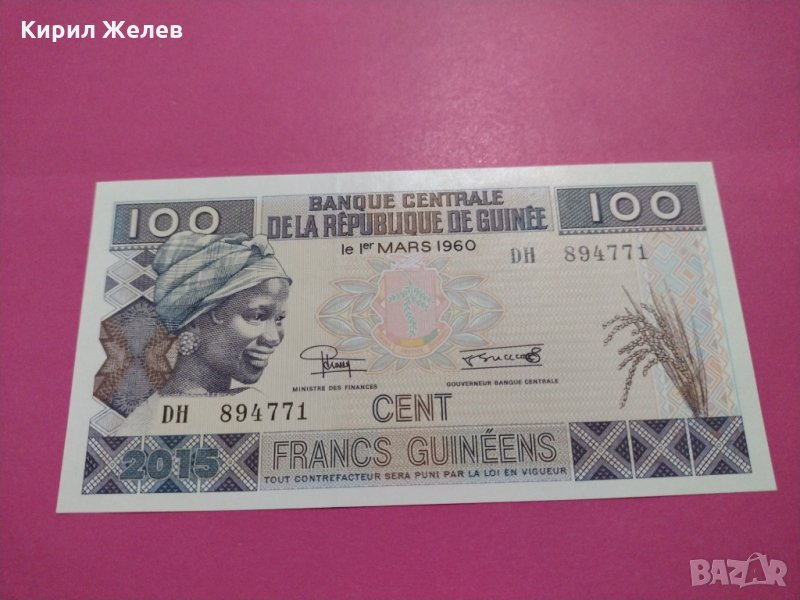 Кирил Желев
100
BANQUE CENTRALE
DE LA RÉPUBLIQUE DE GUINÉE
le 1er MARS 1960
100
DH 894771
MINISTRE DES FINANCES
GOUVERNEUR BANQUE CENTRALE
DH 894771
CENT
2015
FRANCS GUINÉENS
TOUT CONTREFACTEUR SERA PUNI PAR LA LOI EN VIGUEUR
BAZAR